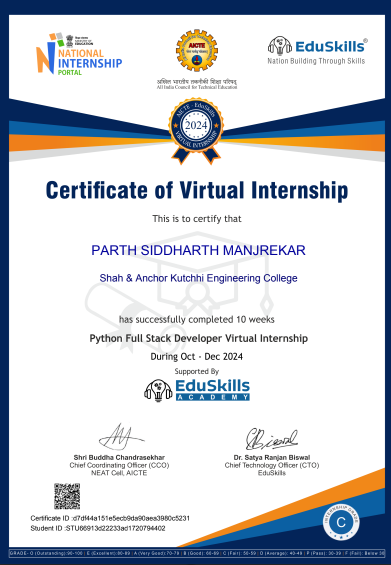 NATIONAL
INTERNSHIP
PORTAL
AICTE
अखिल भारतीय तकनीकी शिक्षा परिषद्
All India Council for Technical Education
EduSkills®
Nation Building Through Skills
AICTE - EduSkills
2024
VIRTUAL INTERNSHIP
Certificate of Virtual Internship
This is to certify that
PARTH SIDDHARTH MANJREKAR
Shah & Anchor Kutchhi Engineering College
has successfully completed 10 weeks
Python Full Stack Developer Virtual Internship
During Oct - Dec 2024
Supported By
EduSkills
ACADEMY
Shri Buddha Chandrasekhar
Chief Coordinating Officer (CCO)
NEAT Cell, AICTE
Dr. Satya Ranjan Biswal
Chief Technology Officer (CTO)
EduSkills
Certificate ID :d7df44a151e5ecb9da90aea3980c5231
Student ID :STU66913d22233ad1720794402
INTERNSHIP GRADE
C
GRADE- O (Outstanding):90-100 | E (Excellent):80-89 | A (Very Good):70-79 | B (Good): 60-69 | C (Fair): 50-59 | D (Average): 40-49 | P (Pass): 30-39 | F (Fail): Below 30